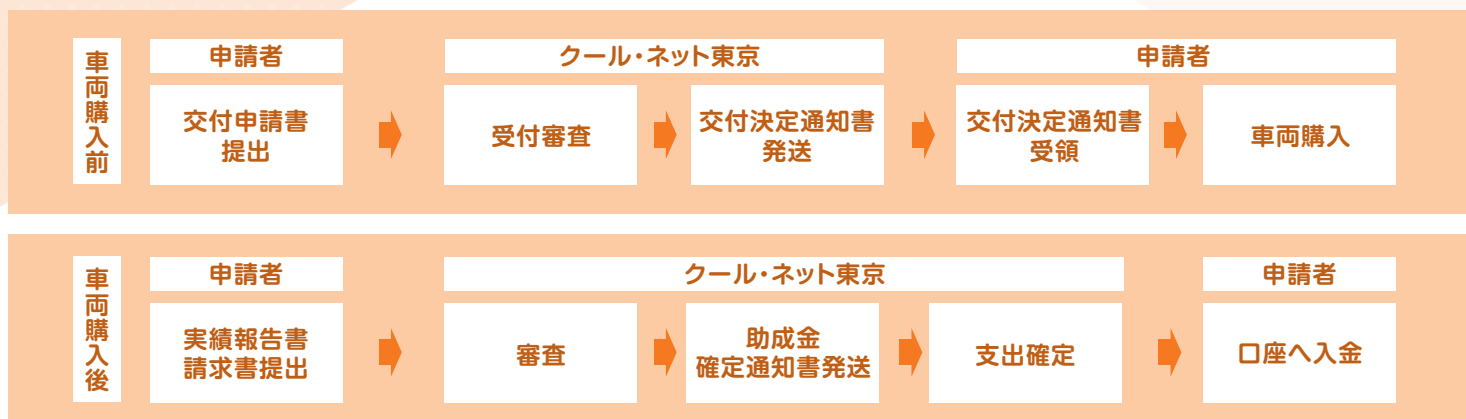 車両購入前
申請者
クール・ネット東京
申請者
交付申請書
提出
受付審査
交付決定通知書
発送
交付決定通知書
受領
車両購入
車両購入後
申請者
クール・ネット東京
申請者
実績報告書
請求書提出
審査
助成金
確定通知書発送
支出確定
口座へ入金